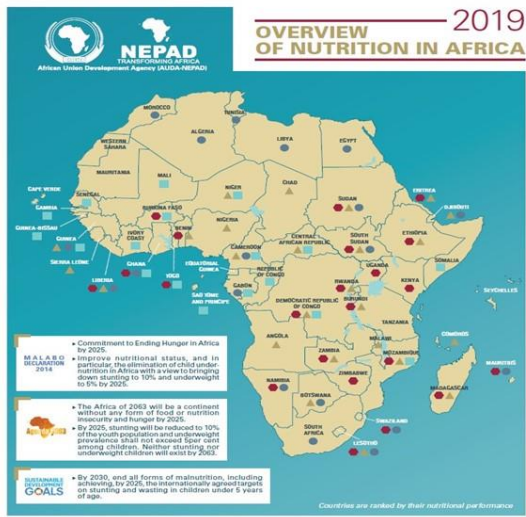 2019
OVERVIEW
OF NUTRITION IN AFRICA
NEPAD
TRANSFORMING AFRICA
African Union Development Agency (AUDA-NEPAD)
MOROCCO
TUNISIA
ALGERIA
LIBYA
EGYPT
WESTERN
SAHARA
MAURITANIA
MALI
NIGER
CHAD
SUDAN
ERITREA
DJIBOUTI
CAPE VERDE
SENEGAL
GAMBIA
GUINEA-BISSAU
GUINEA
SIERRA LEONE
LIBERIA
BURKINA FASO
IVORY
COAST
GHANA
TOGO
BENIN
NIGERIA
CAMEROON
CENTRAL
AFRICAN REPUBLIC
SOUTH
SUDAN
ETHIOPIA
SOMALIA
EQUATORIAL
GUINEA
SAO TOME
AND PRINCIPE
GABON
REPUBLIC
OF CONGO
DEMOCRATIC REPUBLIC
OF CONGO
UGANDA
KENYA
RWANDA
BURUNDI
TANZANIA
SEYCHELLES
COMOROS
ANGOLA
ZAMBIA
MALAWI
MOZAMBIQUE
MADAGASCAR
MAURITIUS
ZIMBABWE
NAMIBIA
BOTSWANA
SOUTH
AFRICA
SWAZILAND
LESOTHO
MALABO
DECLARATION
2014
▸ Commitment to Ending Hunger in Africa
by 2025.
▸ Improve nutritional status, and in
particular, the elimination of child under-
nutrition in Africa with a view to bringing
down stunting to 10% and underweight
to 5% by 2025.
▸ The Africa of 2063 will be a continent
without any form of food or nutrition
insecurity and hunger by 2025.
▸ By 2025, stunting will be reduced to 10%
of the youth population and underweight
prevalence shall not exceed 5per cent
among children. Neither stunting nor
underweight children will exist by 2063.
SUSTAINABLE
DEVELOPMENT
GOALS
▸ By 2030, end all forms of malnutrition, including
achieving, by 2025, the internationally agreed targets
on stunting and wasting in children under 5 years
of age.
Countries are ranked by their nutritional performance